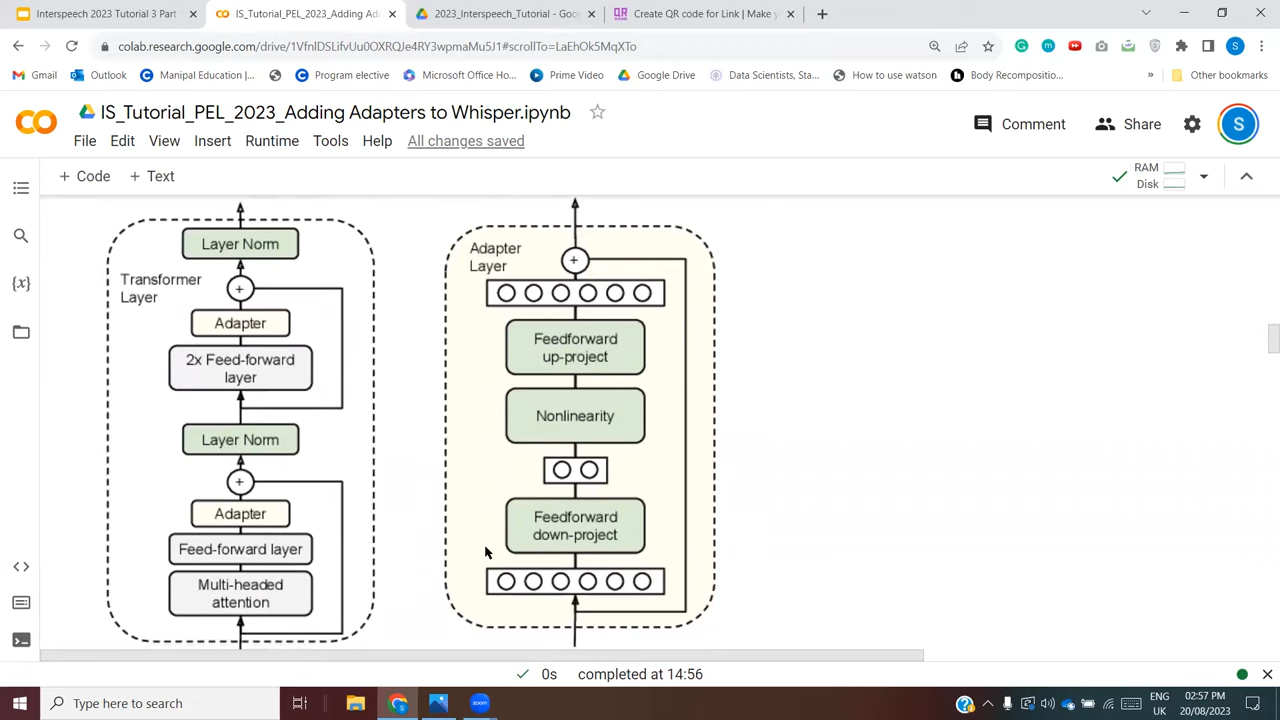 Interspeech 2023 Tutorial 3 Part
IS_Tutorial_PEL_2023_Adding Ada
2023_Interspeech_Tutorial - Goo
Create QR code for Link | Make y
colab.research.google.com/drive/1VfnlDSLifvUuDbXRQJe4RY3wpmaMu5J1#scrollTo=LaEhOk5MqXTo
Gmail
Outlook
Manipal Education |...
Program elective
Microsoft Office Ho...
Prime Video
Google Drive
Data Scientists, Sta...
How to use watson
Body Recompositio...
»
Other bookmarks
IS_Tutorial_PEL_2023_Adding Adapters to Whisper.ipynb
Comment
Share
S
File Edit View Insert Runtime Tools Help All changes saved
+ Code + Text
RAM
Disk
Layer Norm
Transformer
Layer
+
Adapter
2x Feed-forward
layer
Layer Norm
+
Adapter
Feed-forward layer
Multi-headed
attention
Adapter
Layer
+
Feedforward
up-project
Nonlinearity
Feedforward
down-project
0s completed at 14:56
Type here to search
zoom
ENG
UK
02:57 PM
20/08/2023